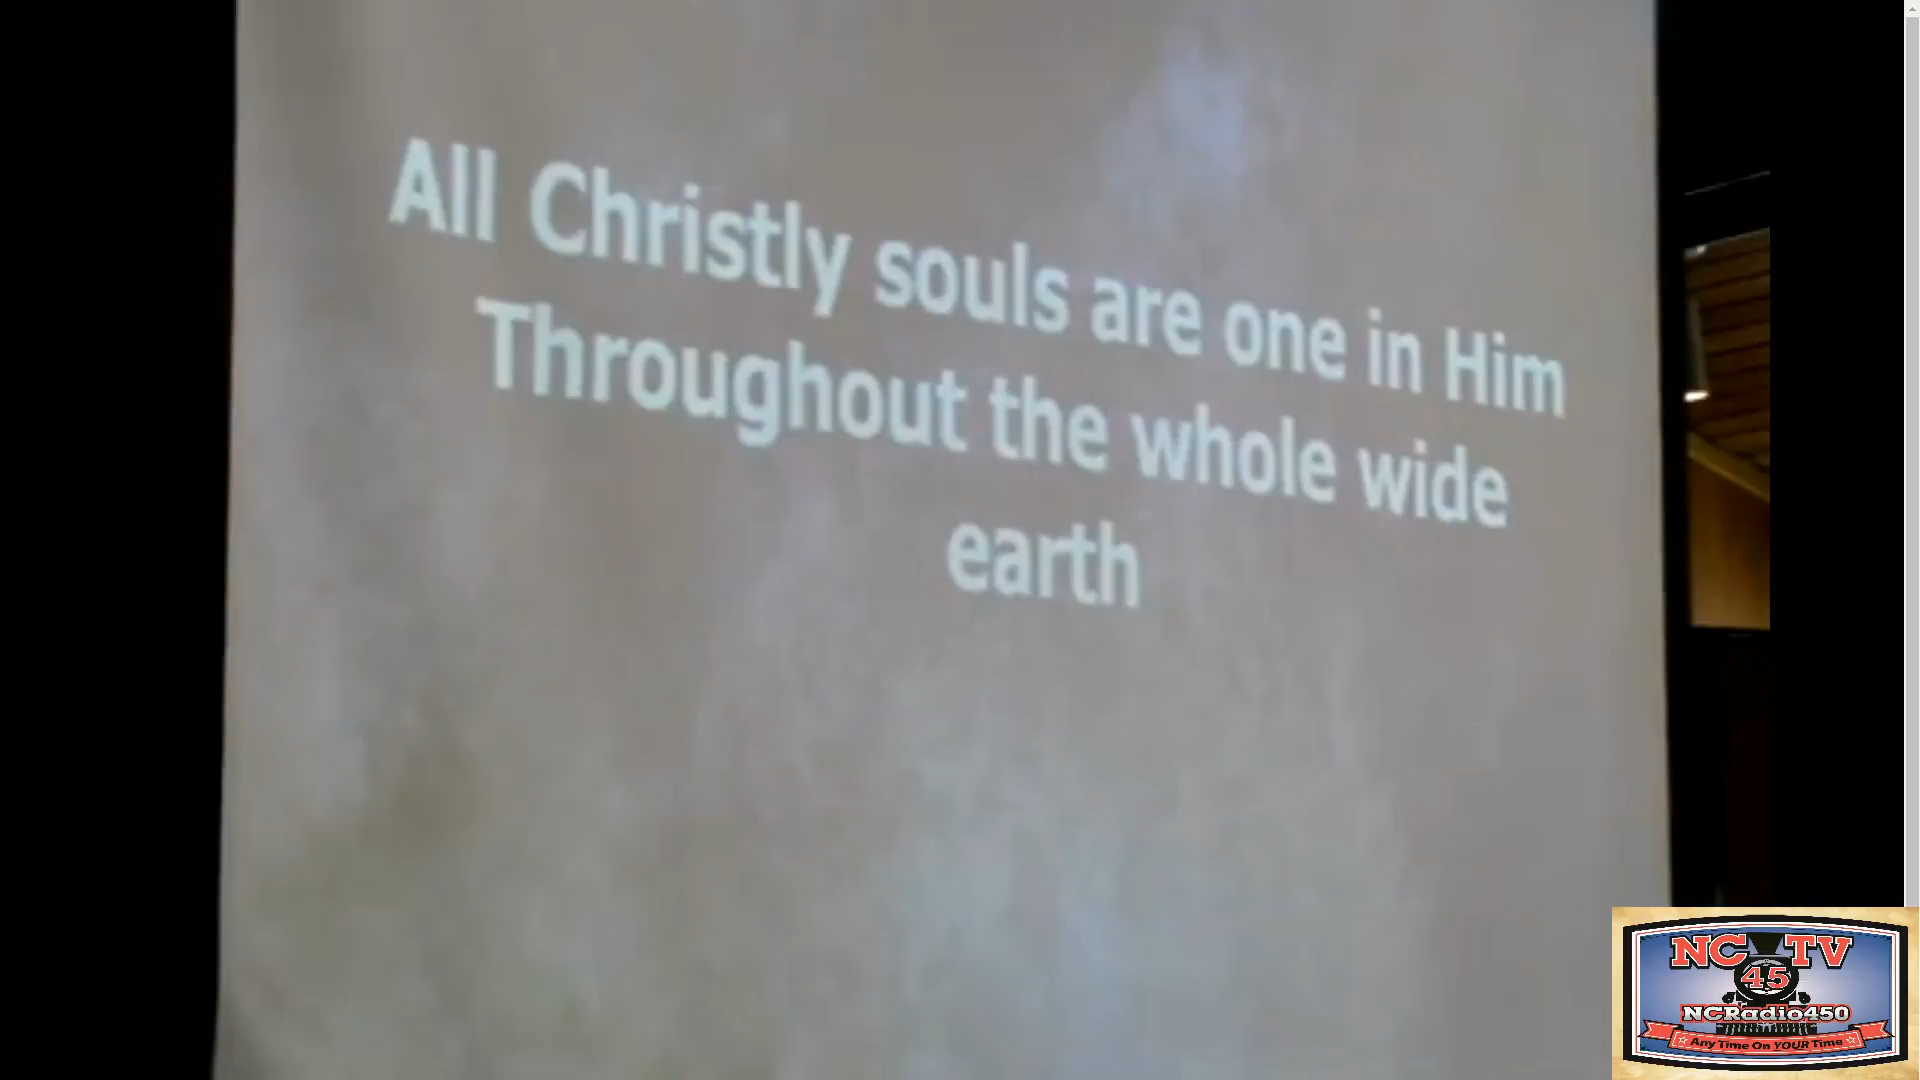 All Christly souls are one in Him
Throughout the whole wide
earth
NC TV
45
NCRadio450
Any Time On YOUR Time